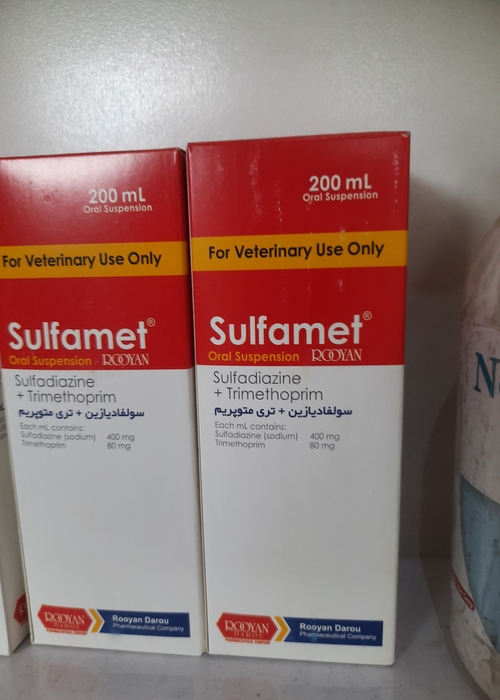 200 mL
Oral Suspension
For Veterinary Use Only
Sulfamet®
Oral Suspension ROOYAN
Sulfadiazine
+ Trimethoprim
سولفادیازین + تری متوپریم
Each mL contains:
Sulfadiazine (sodium) 400 mg
Trimethoprim 80 mg
ROOYAN
DAROU
Rooyan Darou
Pharmaceutical Company
200 mL
Oral Suspension
For Veterinary Use Only
Sulfamet®
Oral Suspension ROOYAN
Sulfadiazine
+ Trimethoprim
سولفادیازین + تری متوپریم
Each mL contains:
Sulfadiazine (sodium) 400 mg
Trimethoprim 80 mg
ROOYAN
DAROU
Rooyan Darou
Pharmaceutical Company
N